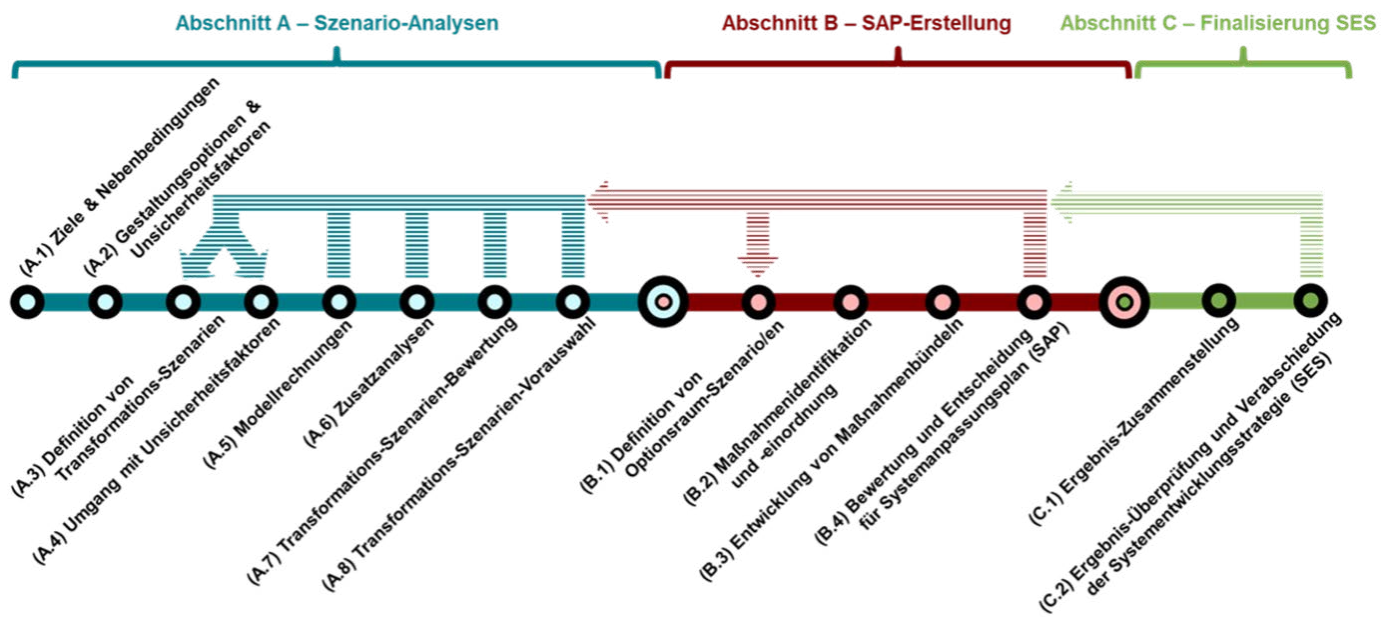 Abschnitt A – Szenario-Analysen
Abschnitt B – SAP-Erstellung
Abschnitt C – Finalisierung SES
(A.1) Ziele & Nebenbedingungen
(A.2) Gestaltungsoptionen &
Unsicherheitsfaktoren
(A.3) Definition von
Transformations-Szenarien
(A.4) Umgang mit Unsicherheitsfaktoren
(A.5) Modellrechnungen
(A.6) Zusatzanalysen
(A.7) Transformations-Szenarien-Bewertung
(A.8) Transformations-Szenarien-Vorauswahl
(B.1) Definition von
Optionsraum-Szenario/en
(B.2) Maßnahmenidentifikation
und -einordnung
(B.3) Entwicklung von Maßnahmenbündeln
(B.4) Bewertung und Entscheidung
für Systemanpassungsplan (SAP)
(C.1) Ergebnis-Zusammenstellung
(C.2) Ergebnis-Überprüfung und Verabschiedung
der Systementwicklungsstrategie (SES)